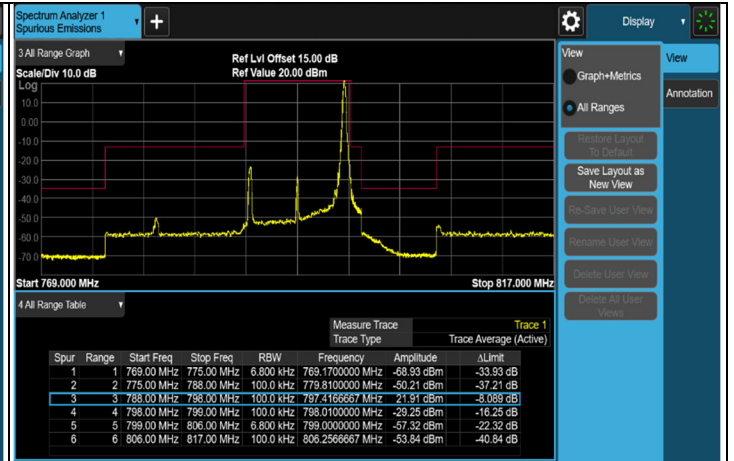 Spectrum Analyzer 1
Spurious Emissions
+
Display
3 All Range Graph
Ref Lvl Offset 15.00 dB
Scale/Div 10.0 dB
Ref Value 20.00 dBm
Log
10.0
0.00
-10.0
-20.0
-30.0
-40.0
-50.0
-60.0
-70.0
Start 769.000 MHz
Stop 817.000 MHz
View
Graph+Metrics
All Ranges
Restore Layout
To Default
Save Layout as
New View
Re-Save User View
Rename User View
Delete User View
Delete All User
Views
View
Annotation
4 All Range Table
Measure Trace Trace 1
Trace Type Trace Average (Active)
Spur Range Start Freq Stop Freq RBW Frequency Amplitude ΔLimit
1 1 769.00 MHz 775.00 MHz 6.800 kHz 769.1700000 MHz -68.93 dBm -33.93 dB
2 2 775.00 MHz 788.00 MHz 100.0 kHz 779.8100000 MHz -50.21 dBm -37.21 dB
3 3 788.00 MHz 798.00 MHz 100.0 kHz 797.4166667 MHz 21.91 dBm -8.089 dB
4 4 798.00 MHz 799.00 MHz 100.0 kHz 798.0100000 MHz -29.25 dBm -16.25 dB
5 5 799.00 MHz 806.00 MHz 6.800 kHz 799.0000000 MHz -57.32 dBm -22.32 dB
6 6 806.00 MHz 817.00 MHz 100.0 kHz 806.2566667 MHz -53.84 dBm -40.84 dB